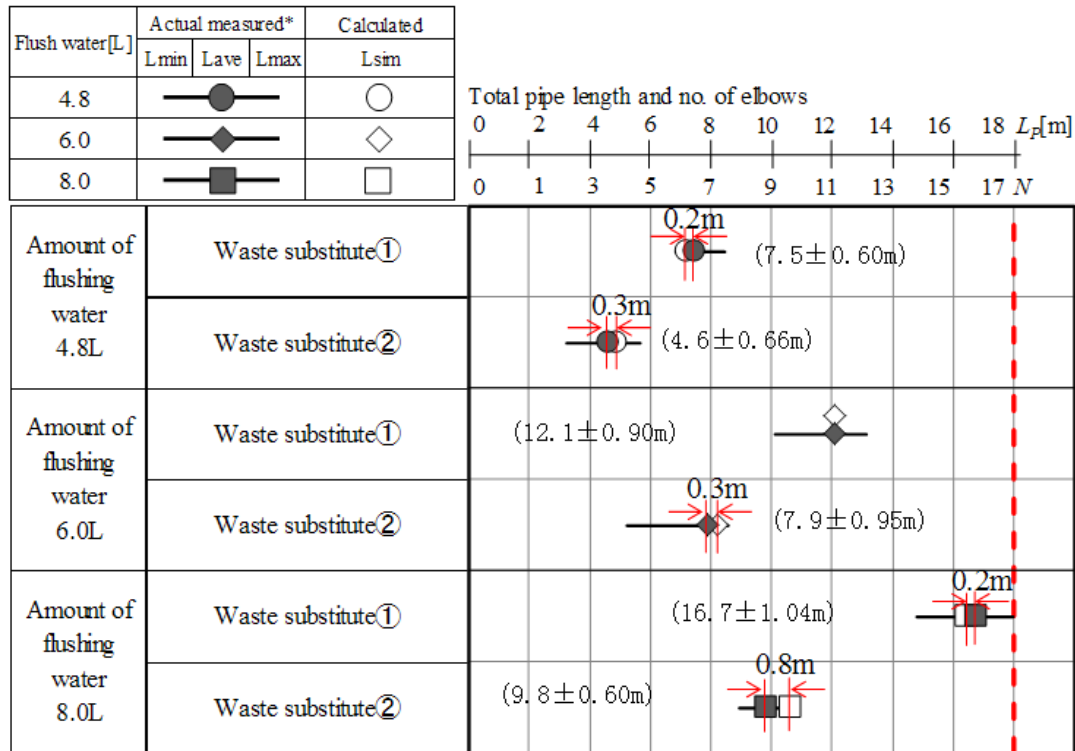 Flush water[L]
Actual measured*
Calculated
Lmin Lave Lmax
Lsim
4.8
6.0
8.0
Total pipe length and no. of elbows
0 2 4 6 8 10 12 14 16 18 LP[m]
0 1 3 5 7 9 11 13 15 17 N
Amount of
flushing
water
4.8L
Waste substitute①
0.2m
(7.5±0.60m)
Waste substitute②
0.3m
(4.6±0.66m)
Amount of
flushing
water
6.0L
Waste substitute①
(12.1±0.90m)
Waste substitute②
0.3m
(7.9±0.95m)
Amount of
flushing
water
8.0L
Waste substitute①
0.2m
(16.7±1.04m)
Waste substitute②
0.8m
(9.8±0.60m)